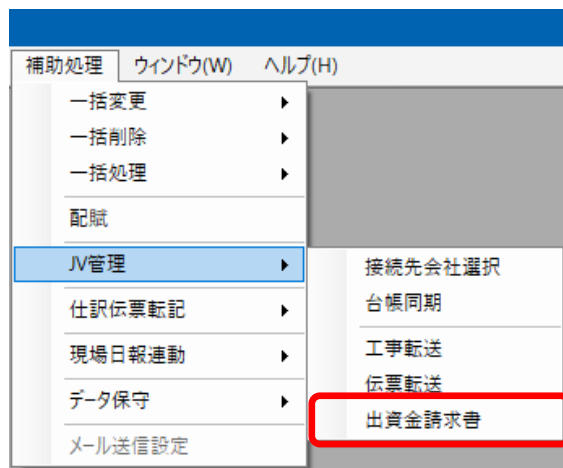 補助処理 ウィンドウ(W) ヘルプ(H)
一括変更
一括削除
一括処理
配賦
JV管理
仕訳伝票転記
現場日報連動
データ保守
メール送信設定
接続先会社選択
台帳同期
工事転送
伝票転送
出資金請求書